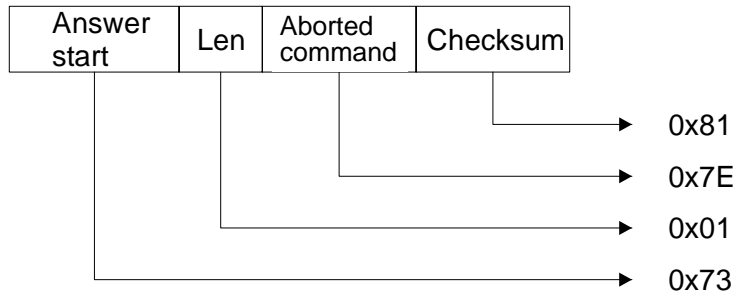 Answer
start
Len
Aborted
command
Checksum
0x81
0x7E
0x01
0x73